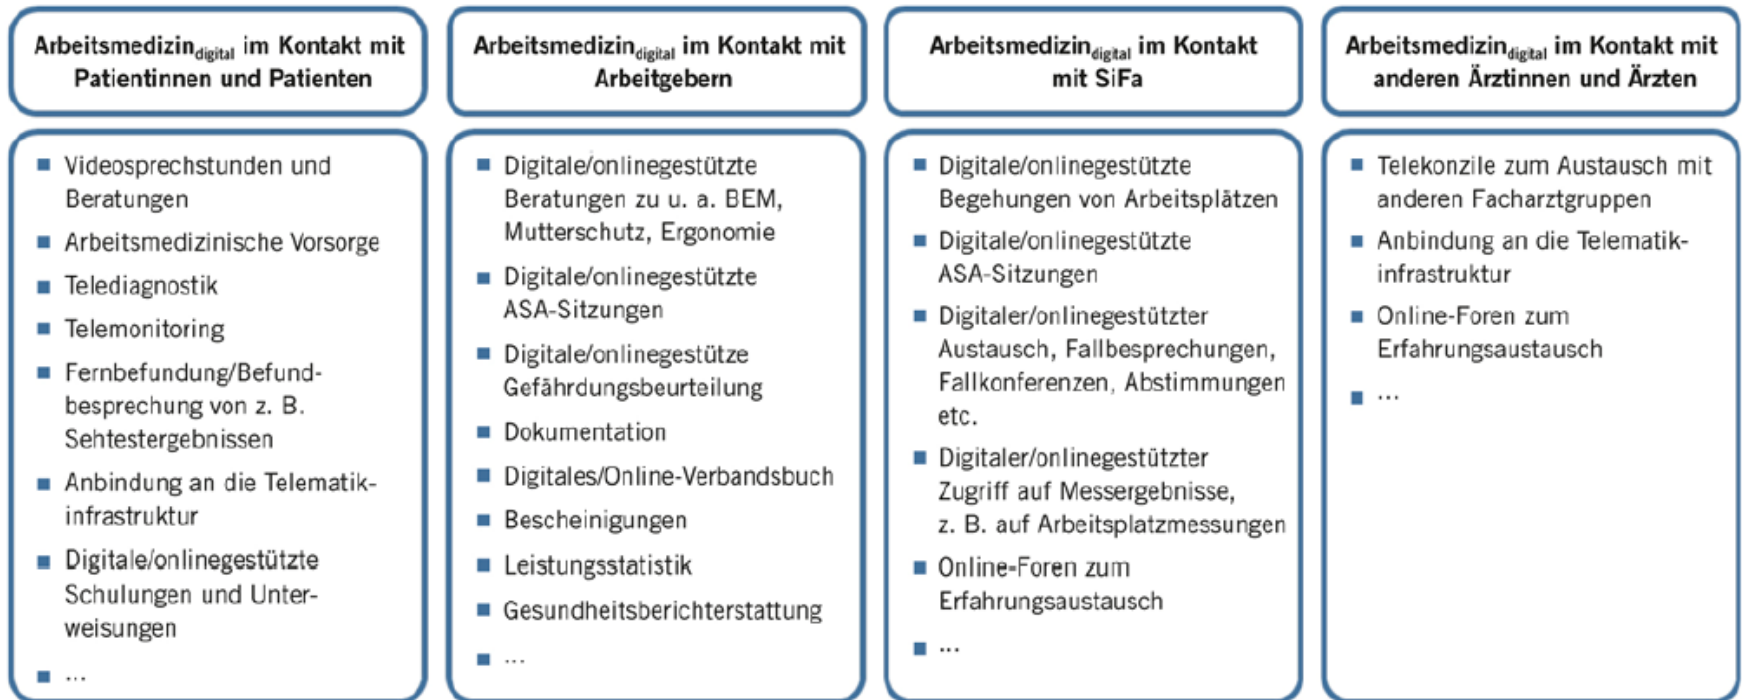 Arbeitsmedizindigital im Kontakt mit
Patientinnen und Patienten
Videosprechstunden und
Beratungen
Arbeitsmedizinische Vorsorge
Telediagnostik
Telemonitoring
Fernbefundung/Befund-
besprechung von z. B.
Sehtestergebnissen
Anbindung an die Telematik-
infrastruktur
Digitale/onlinegestützte
Schulungen und Unter-
weisungen
...
Arbeitsmedizindigital im Kontakt mit
Arbeitgebern
Digitale/onlinegestützte
Beratungen zu u. a. BEM,
Mutterschutz, Ergonomie
Digitale/onlinegestützte
ASA-Sitzungen
Digitale/onlinegestütze
Gefährdungsbeurteilung
Dokumentation
Digitales/Online-Verbandsbuch
Bescheinigungen
Leistungsstatistik
Gesundheitsberichterstattung
...
Arbeitsmedizindigital im Kontakt
mit SiFa
Digitale/onlinegestützte
Begehungen von Arbeitsplätzen
Digitale/onlinegestützte
ASA-Sitzungen
Digitaler/onlinegestützter
Austausch, Fallbesprechungen,
Fallkonferenzen, Abstimmungen
etc.
Digitaler/onlinegestützter
Zugriff auf Messergebnisse,
z. B. auf Arbeitsplatzmessungen
Online-Foren zum
Erfahrungsaustausch
...
Arbeitsmedizindigital im Kontakt mit
anderen Ärztinnen und Ärzten
Telekonzile zum Austausch mit
anderen Facharztgruppen
Anbindung an die Telematik-
infrastruktur
Online-Foren zum
Erfahrungsaustausch
...